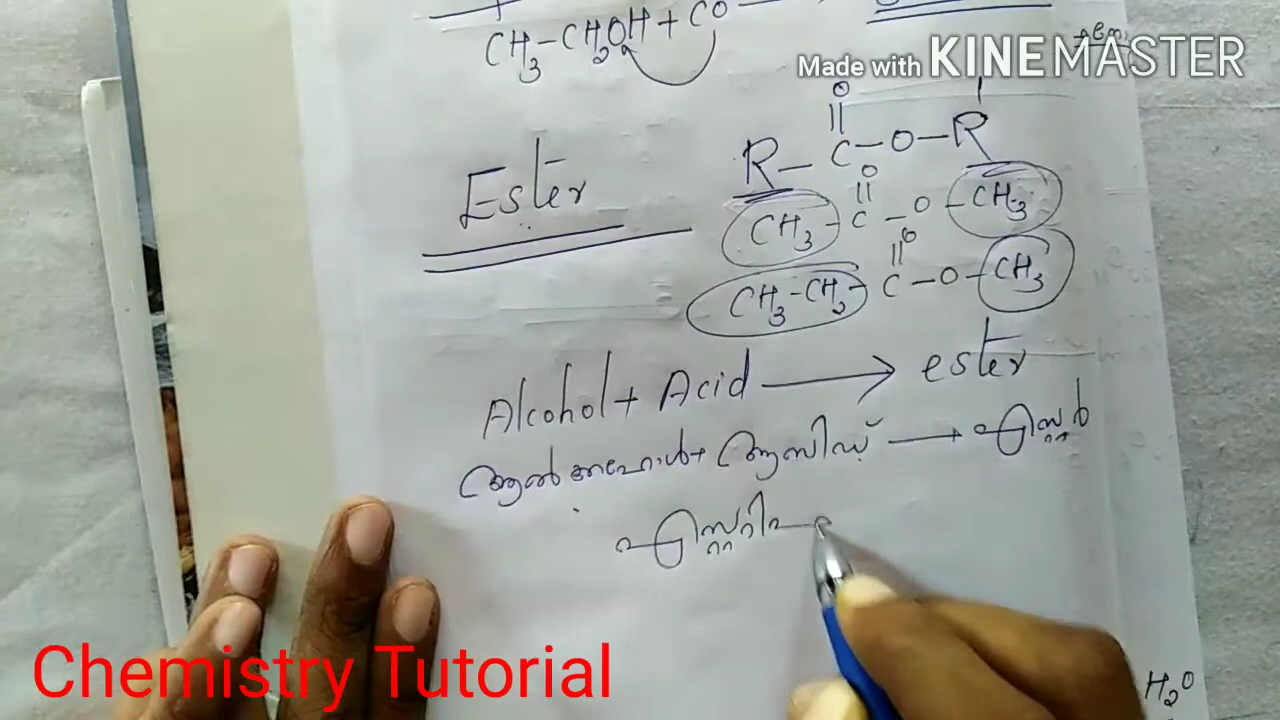 CH3-CH2OH + CO
Made with KINEMASTER
Ester
O
R-C-O-R'
O
CH3-C-O-CH3
O
CH3-CH2-C-O-CH3
Alcohol + Acid → ester
ആൽക്കഹോൾ + ആസിഡ് → എസ്റ്റർ
എസ്റ്ററി
Chemistry Tutorial
H2O